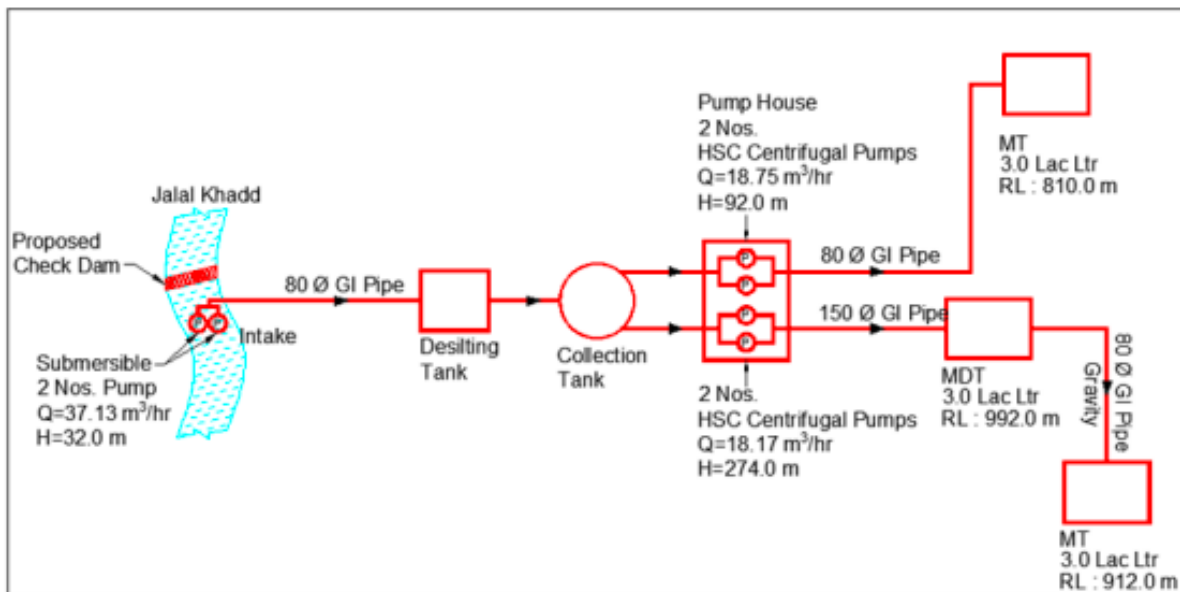 Jalal Khadd
Proposed
Check Dam
80 Ø GI Pipe
Intake
Submersible
2 Nos. Pump
Q=37.13 m³/hr
H=32.0 m
P
P
Desilting
Tank
Collection
Tank
Pump House
2 Nos.
HSC Centrifugal Pumps
Q=18.75 m³/hr
H=92.0 m
P
P
P
P
2 Nos.
HSC Centrifugal Pumps
Q=18.17 m³/hr
H=274.0 m
80 Ø GI Pipe
150 Ø GI Pipe
MT
3.0 Lac Ltr
RL : 810.0 m
MDT
3.0 Lac Ltr
RL : 992.0 m
80 Ø GI Pipe
Gravity
MT
3.0 Lac Ltr
RL : 912.0 m